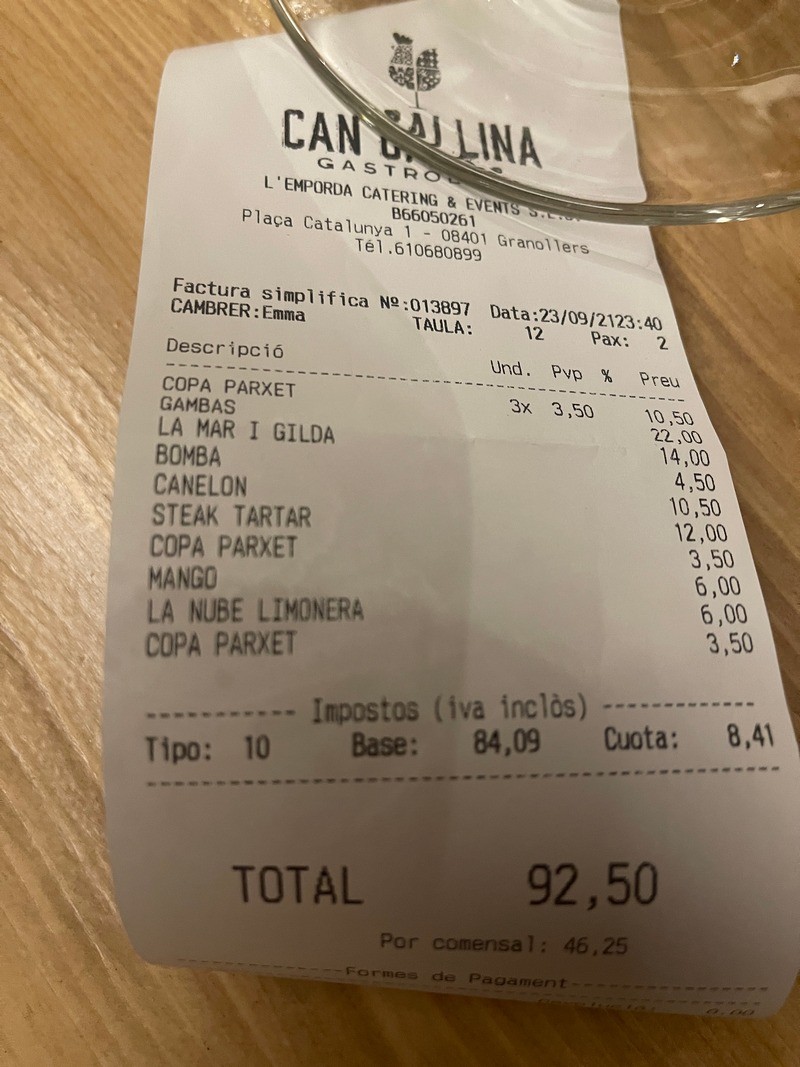 CAN GALLINA
L'EMPORDA CATERING & EVENTS
B66050261
Plaça Catalunya 1 - 08401 Granollers
Tél.610680899
Factura simplifica Nº:013897 Data:23/09/2123:40
CAMBRER:Emma TAULA: 12 Pax: 2
Descripció Und. Pvp % Preu
COPA PARXET 3x 3,50 10,50
GAMBAS 22,00
LA MAR I GILDA 14,00
BOMBA 4,50
CANELON 10,50
STEAK TARTAR 12,00
COPA PARXET 3,50
MANGO 6,00
LA NUBE LIMONERA 6,00
COPA PARXET 3,50
---------- Impostos (iva inclòs) ----------
Tipo: 10 Base: 84,09 Cuota: 8,41
TOTAL 92,50
Por comensal: 46,25
Formes de Pagament
0,00